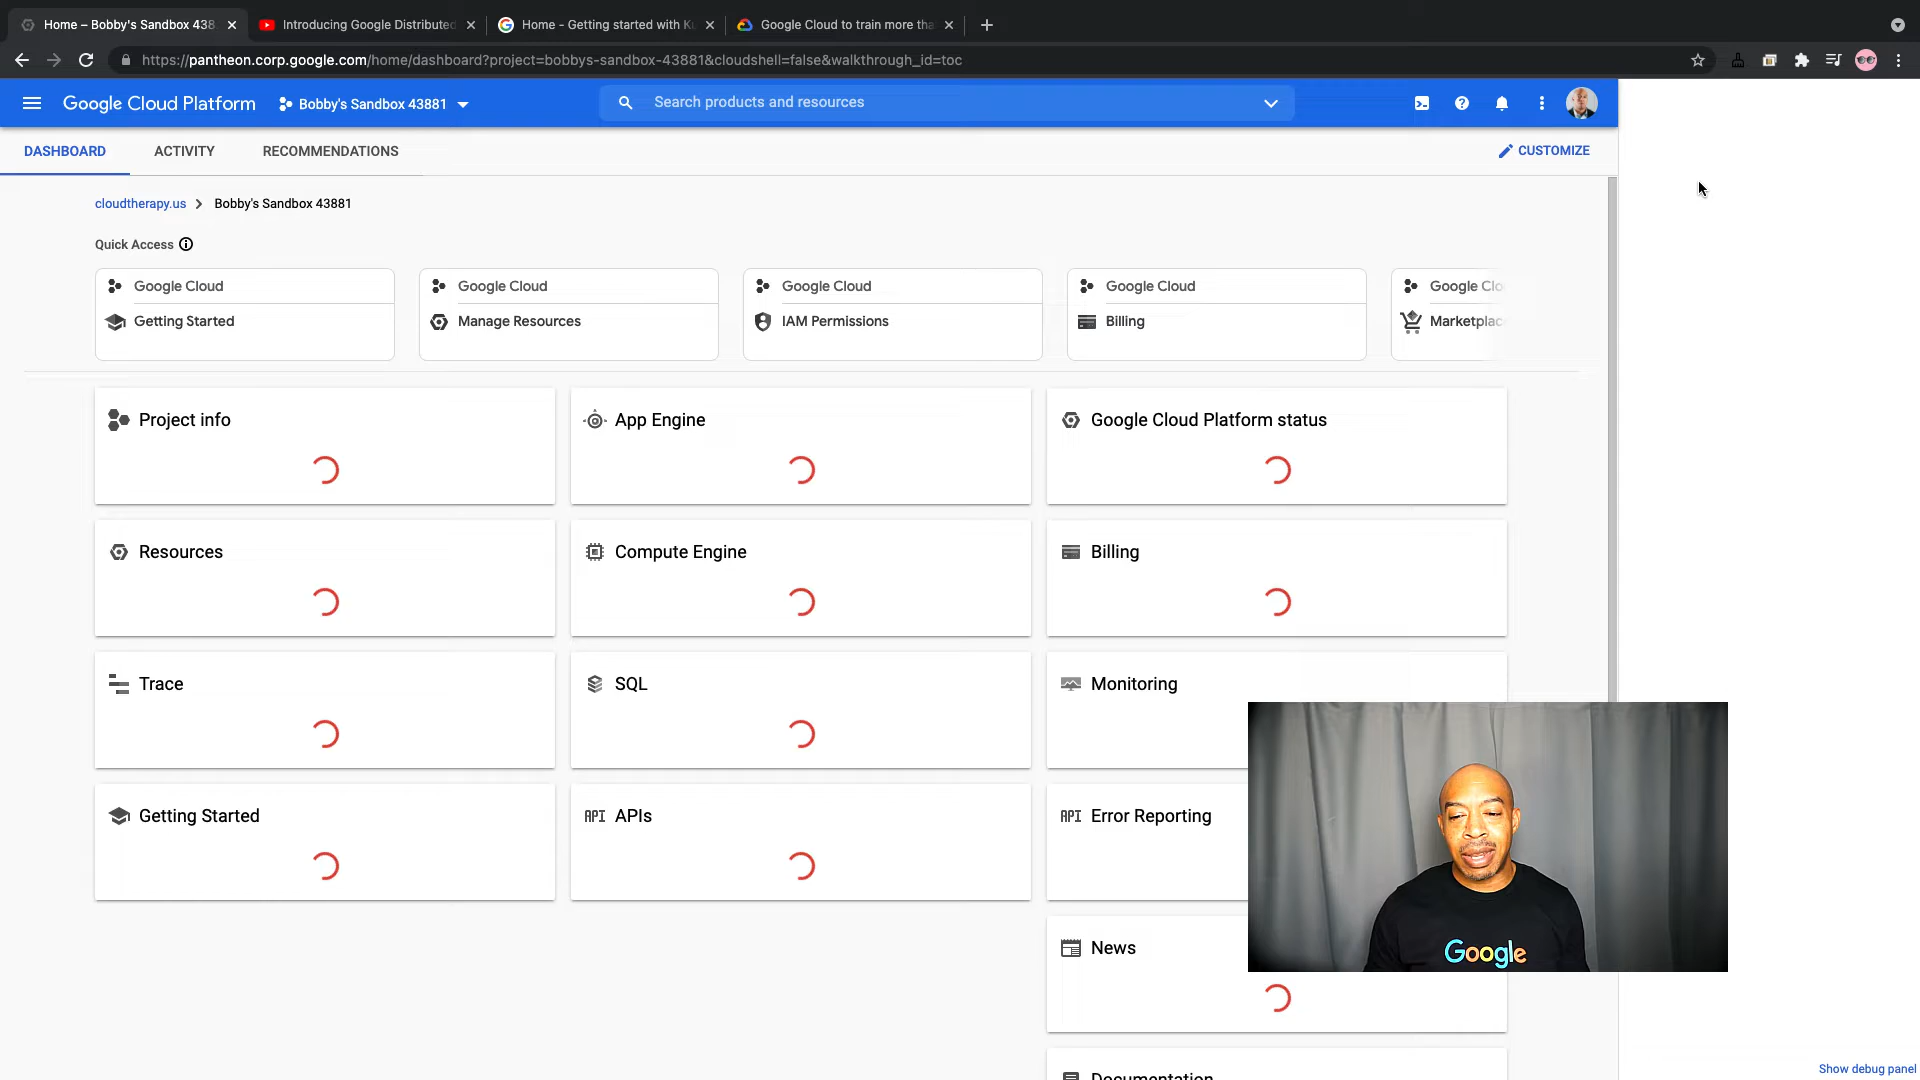 Home – Bobby's Sandbox 438
Introducing Google Distributed
Home - Getting started with Ku
Google Cloud to train more tha
https://pantheon.corp.google.com/home/dashboard?project=bobbys-sandbox-43881&cloudshell=false&walkthrough_id=toc
Google Cloud Platform
Bobby's Sandbox 43881
Search products and resources
DASHBOARD
ACTIVITY
RECOMMENDATIONS
CUSTOMIZE
cloudtherapy.us
Bobby's Sandbox 43881
Quick Access
Google Cloud
Getting Started
Google Cloud
Manage Resources
Google Cloud
IAM Permissions
Google Cloud
Billing
Google Clo
Marketplac
Project info
App Engine
Google Cloud Platform status
Resources
Compute Engine
Billing
Trace
SQL
Monitoring
Getting Started
API APIs
API Error Reporting
Google
News
Documentation
Show debug panel